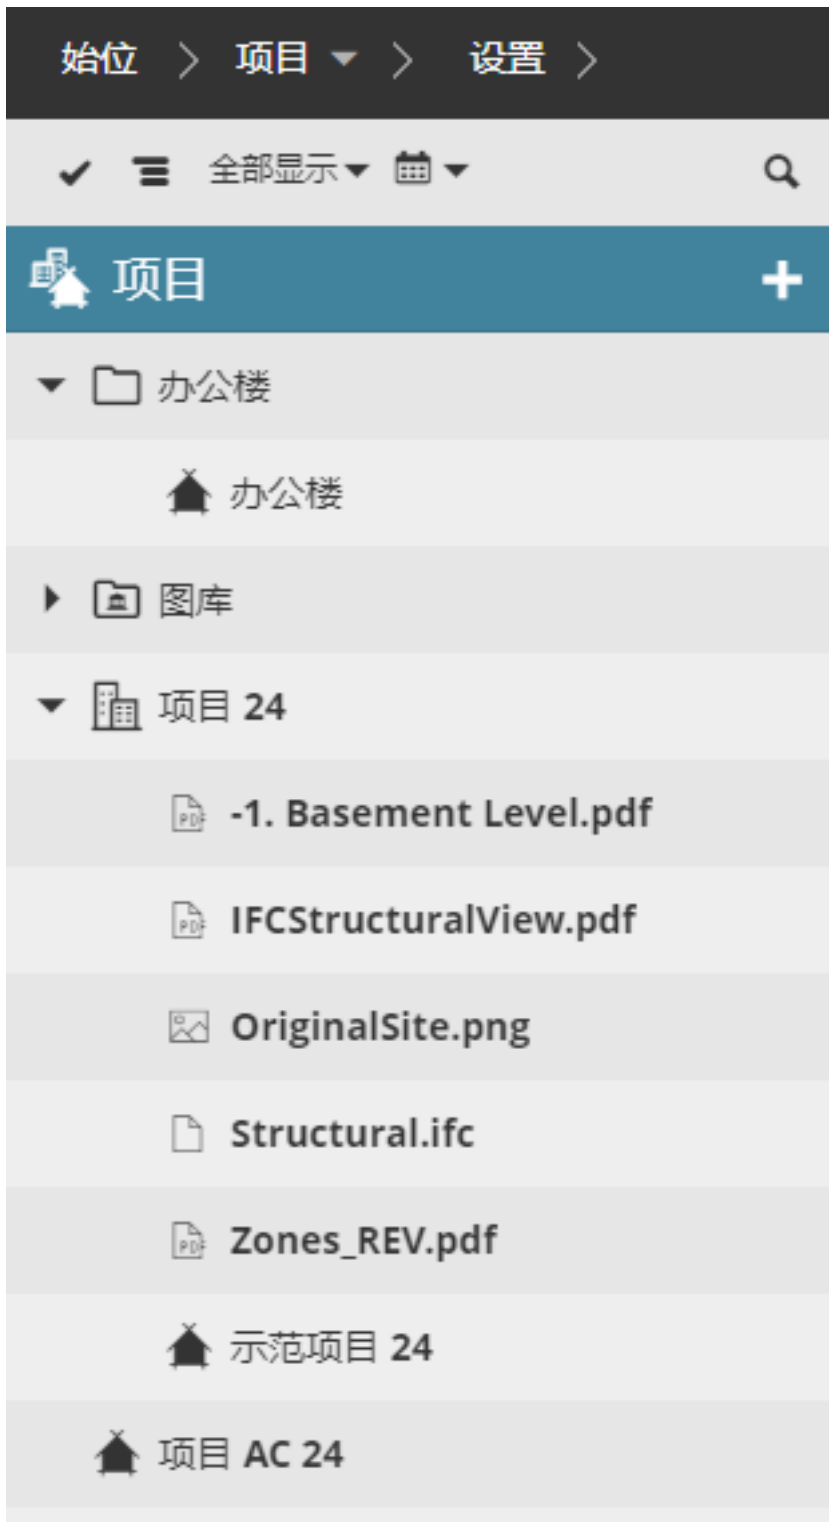 始位 项目 设置
全部显示
项目
办公楼
办公楼
图库
项目 24
-1. Basement Level.pdf
IFCStructuralView.pdf
OriginalSite.png
Structural.ifc
Zones_REV.pdf
示范项目 24
项目 AC 24